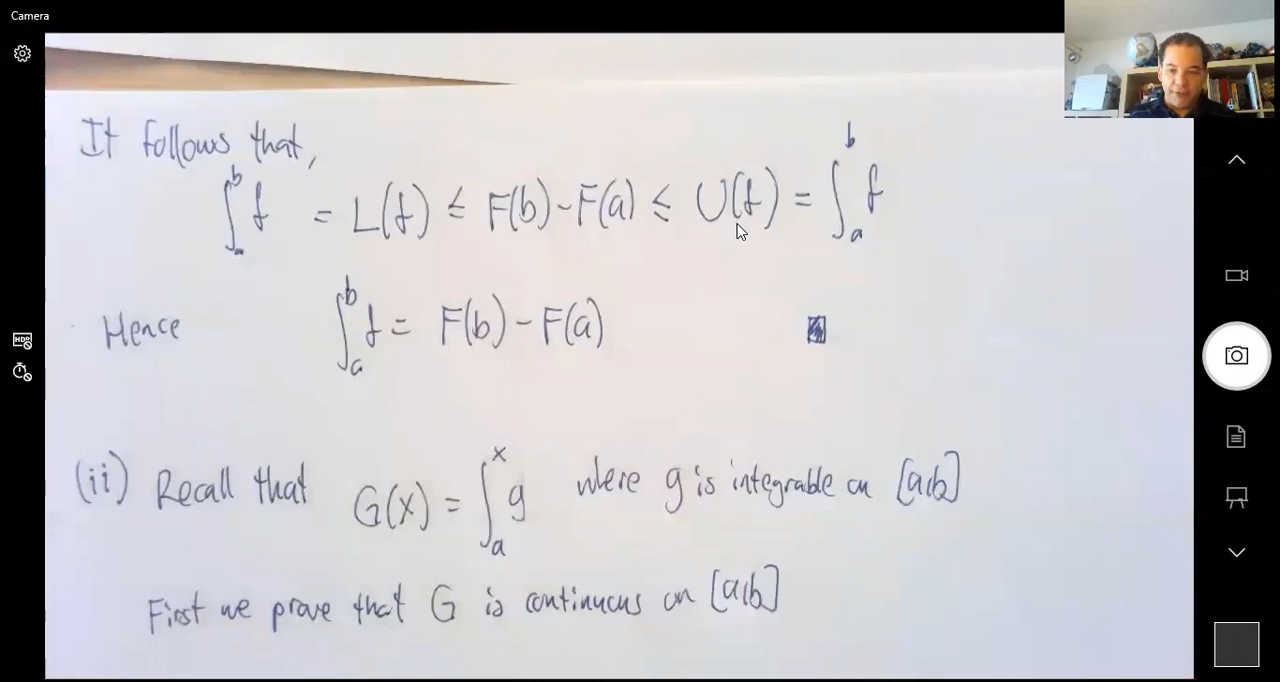 Camera
It follows that,
∫_a^b f = L(f) ≤ F(b) - F(a) ≤ U(f) = ∫_a^b f
Hence ∫_a^b f = F(b) - F(a)
(ii) Recall that G(x) = ∫_a^x g where g is integrable on [a,b]
First we prove that G is continuous on [a,b]